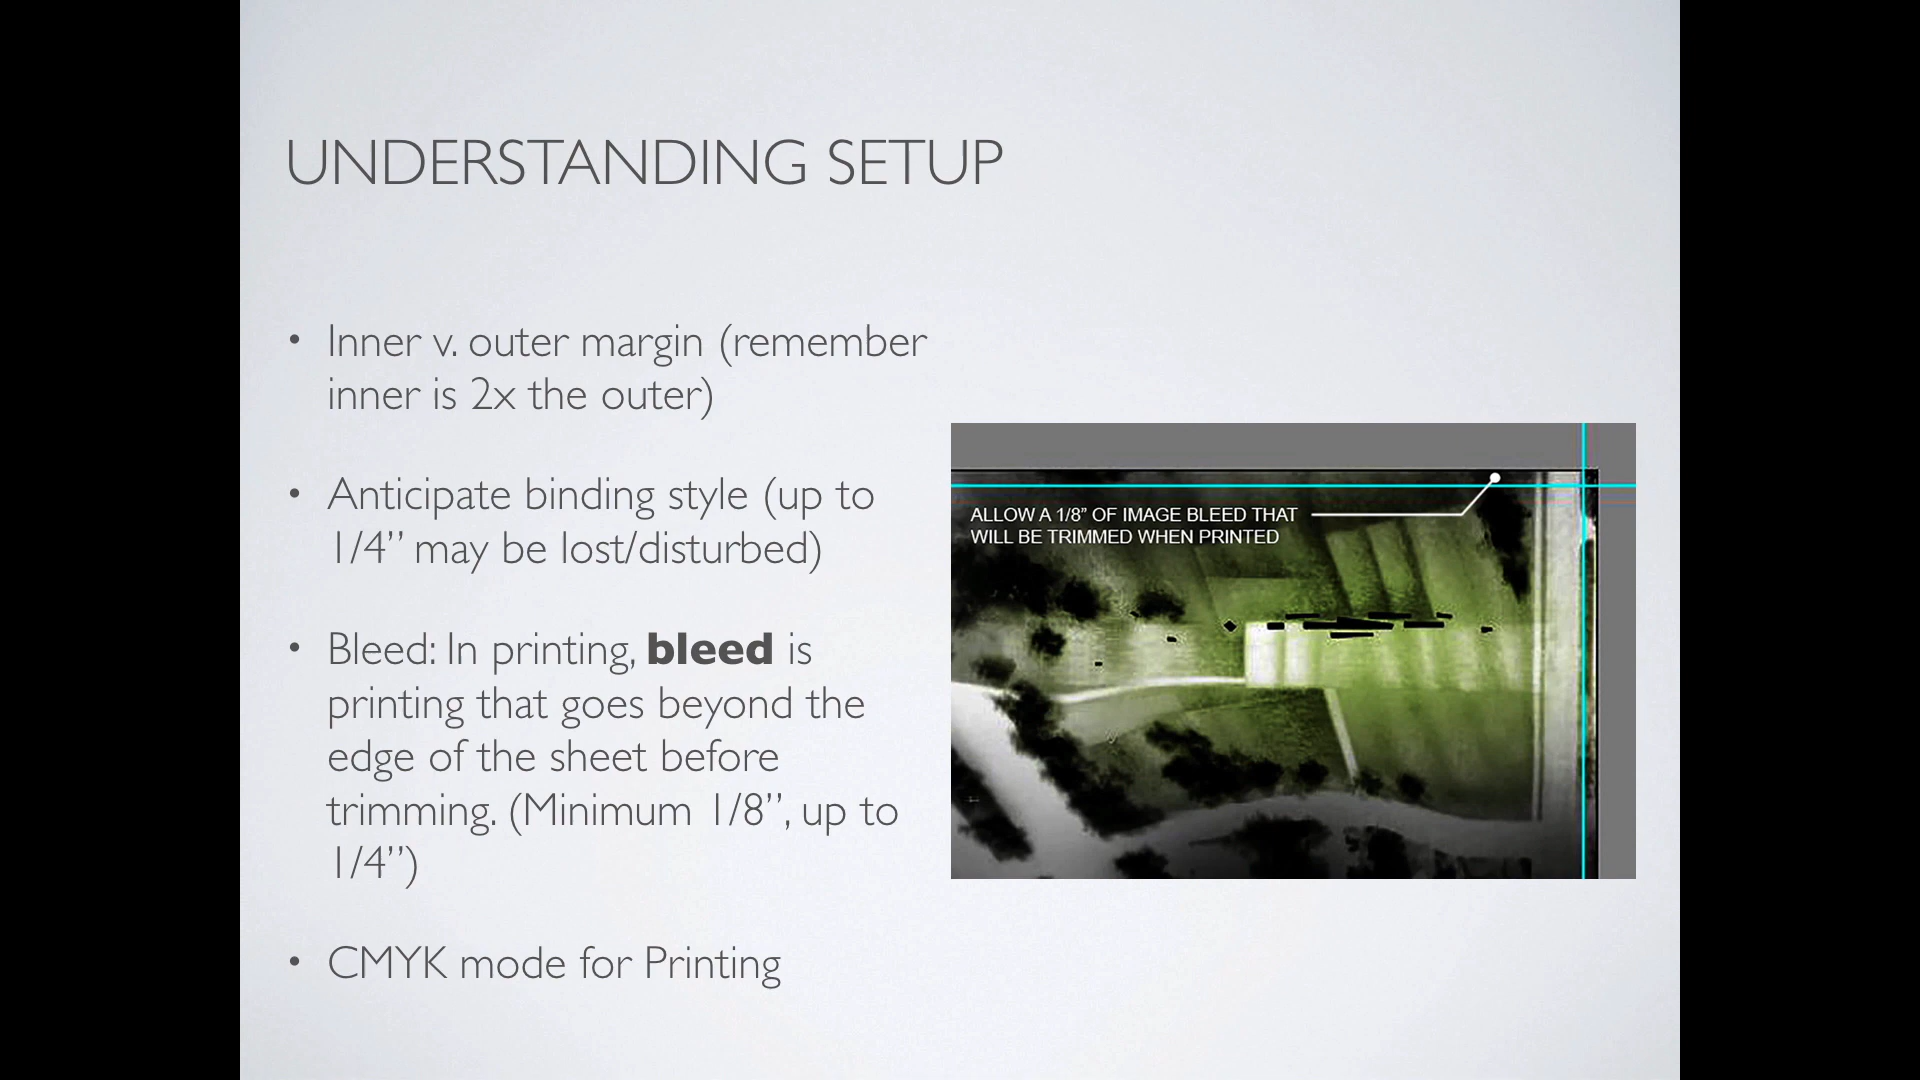 UNDERSTANDING SETUP
• Inner v. outer margin (remember
inner is 2x the outer)
• Anticipate binding style (up to
1/4” may be lost/disturbed)
• Bleed: In printing, bleed is
printing that goes beyond the
edge of the sheet before
trimming. (Minimum 1/8”, up to
1/4”)
• CMYK mode for Printing
ALLOW A 1/8” OF IMAGE BLEED THAT
WILL BE TRIMMED WHEN PRINTED